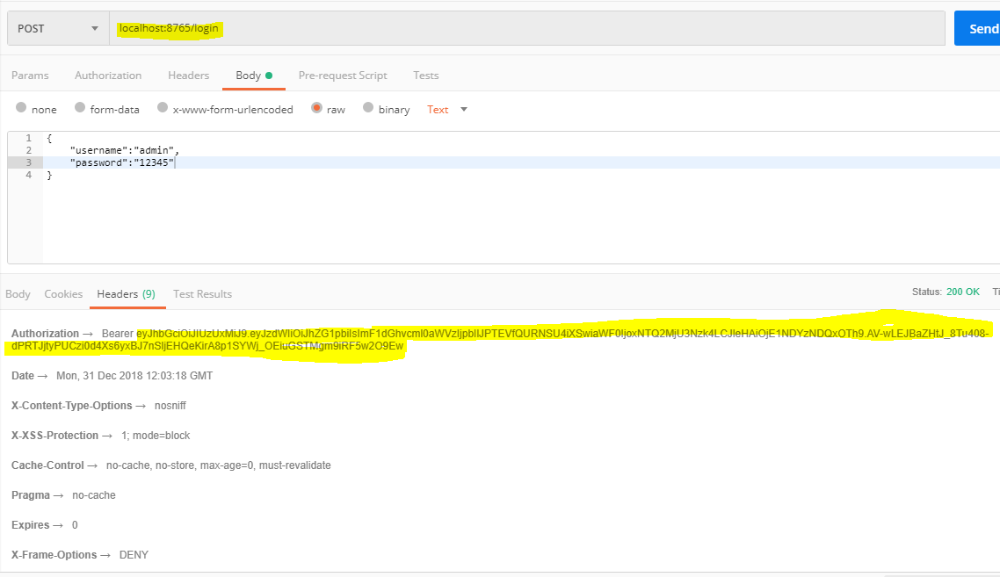 POST localhost:8765/login Send
Params Authorization Headers Body Pre-request Script Tests
none form-data x-www-form-urlencoded raw binary Text
1 {
2 "username":"admin",
3 "password":"12345"
4 }
Body Cookies Headers (9) Test Results Status: 200 OK Ti
Authorization → Bearer eyJhbGciOiJIUzUxMiJ9.eyJzdWIiOiJhZG1pbiIsImF1dGhvcml0aWVzIjpbIlJPTEVfQURNSU4iXSwiaWF0IjoxNTQ2MjU3Nzk4LCJleHAiOjE1NDYzNDQxOTh9.AV-wLEJBaZHtJ_8Tu408-
dPRTJjtyPUCzi0d4Xs6yxBJ7nSIjEHQeKirA8p1SYWj_OEiuGSTMgm9iRF5w2O9Ew
Date → Mon, 31 Dec 2018 12:03:18 GMT
X-Content-Type-Options → nosniff
X-XSS-Protection → 1; mode=block
Cache-Control → no-cache, no-store, max-age=0, must-revalidate
Pragma → no-cache
Expires → 0
X-Frame-Options → DENY